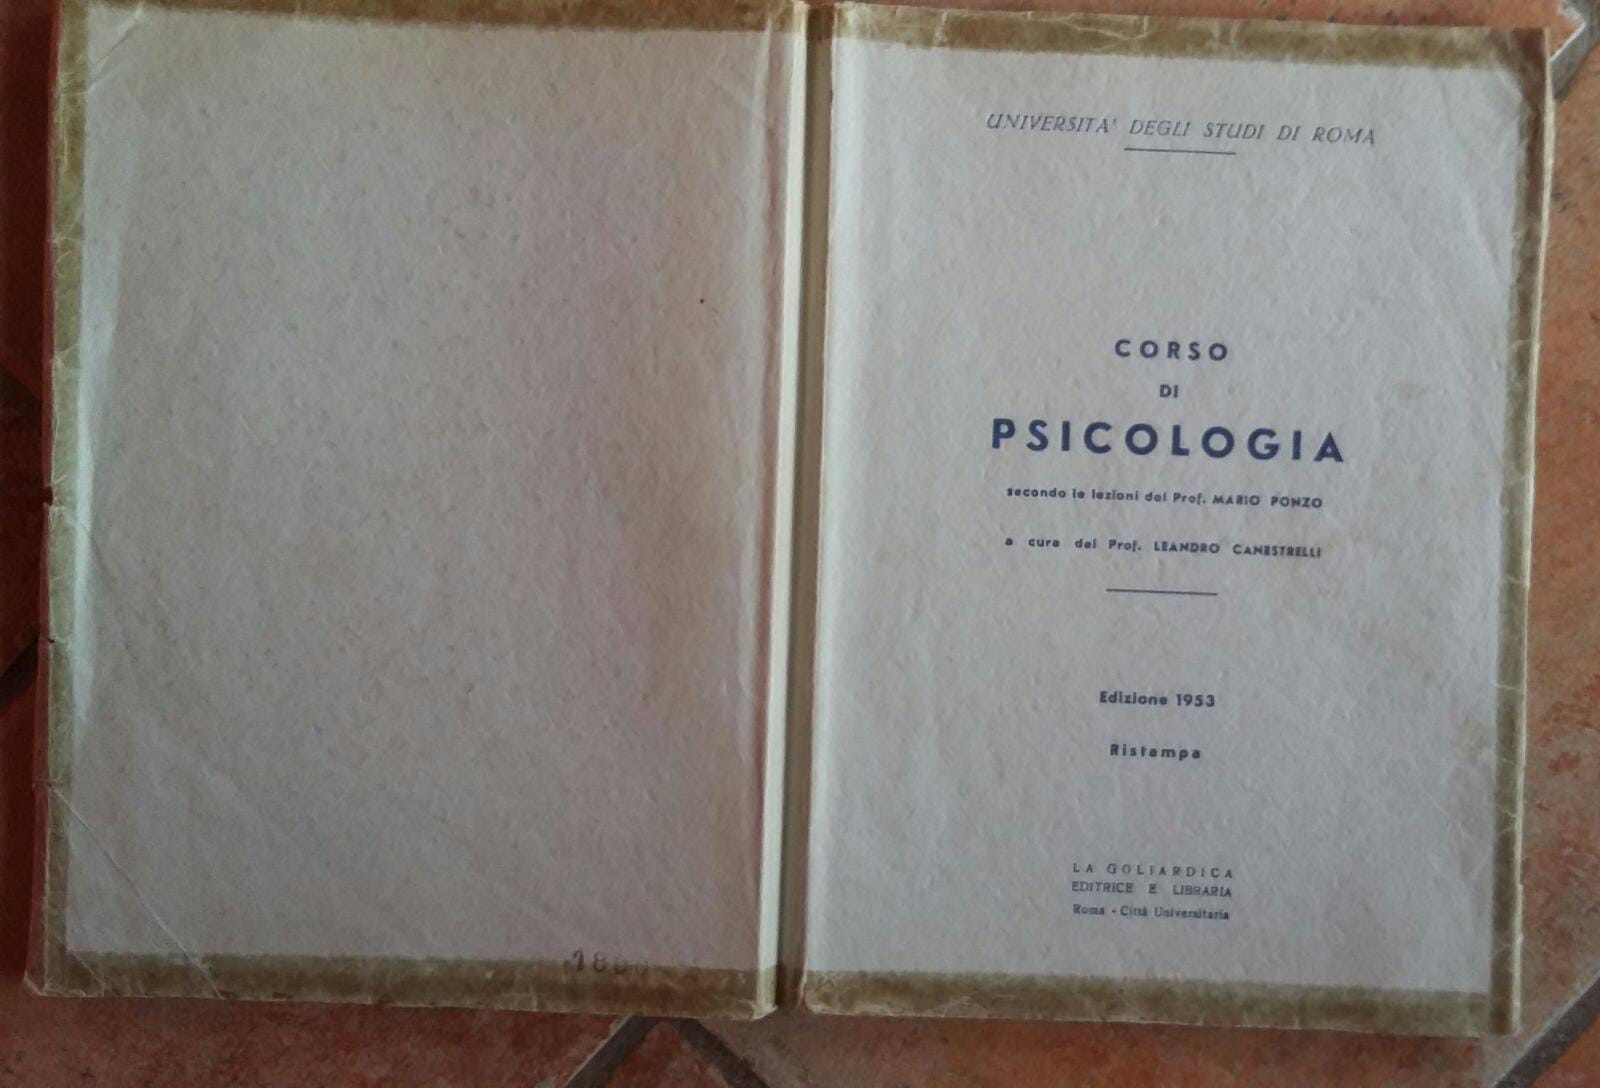 UNIVERSITA' DEGLI STUDI DI ROMA
CORSO
DI
PSICOLOGIA
secondo le lezioni del Prof. MARIO PONZO
a cura del Prof. LEANDRO CANESTRELLI
Edizione 1953
Ristampa
LA GOLIARDICA
EDITRICE E LIBRARIA
Roma - Città Universitaria